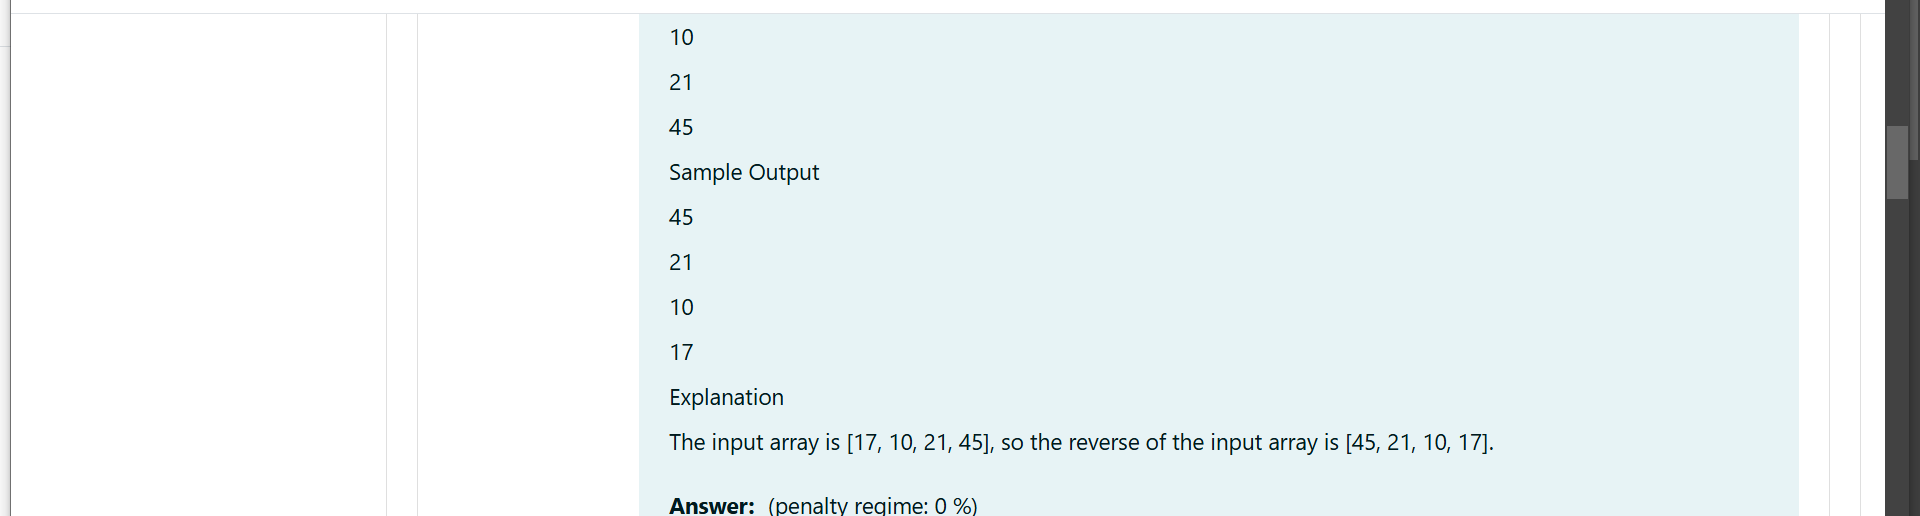 10
21
45
Sample Output
45
21
10
17
Explanation
The input array is [17, 10, 21, 45], so the reverse of the input array is [45, 21, 10, 17].
Answer: (penalty regime: 0 %)